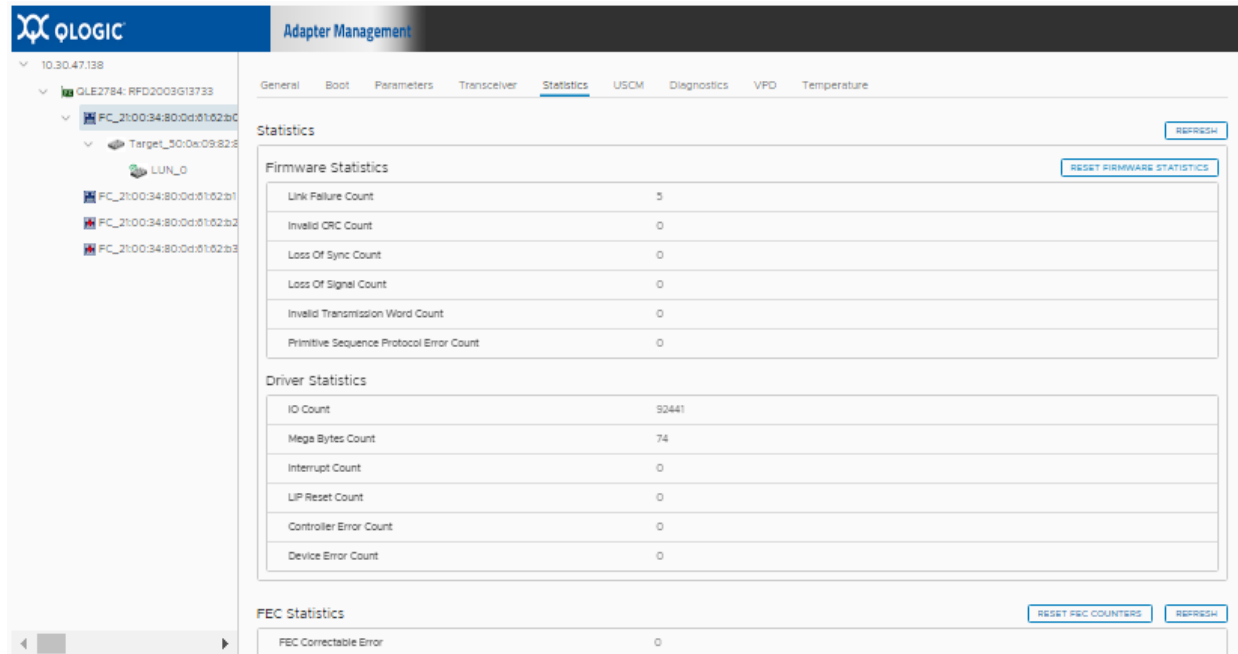 QLOGIC
Adapter Management
10.30.47.138
QLE2784: RFD2003G13733
FC_21:00:34:80:0d:61:62:b0
Target_50:0a:09:82:8
LUN_0
FC_21:00:34:80:0d:61:62:b1
FC_21:00:34:80:0d:61:62:b2
FC_21:00:34:80:0d:61:62:b3
General Boot Parameters Transceiver Statistics USCM Diagnostics VPD Temperature
Statistics REFRESH
Firmware Statistics RESET FIRMWARE STATISTICS
Link Failure Count 5
Invalid CRC Count 0
Loss Of Sync Count 0
Loss Of Signal Count 0
Invalid Transmission Word Count 0
Primitive Sequence Protocol Error Count 0
Driver Statistics
IO Count 92441
Mega Bytes Count 74
Interrupt Count 0
LIP Reset Count 0
Controller Error Count 0
Device Error Count 0
FEC Statistics RESET FEC COUNTERS REFRESH
FEC Correctable Error 0